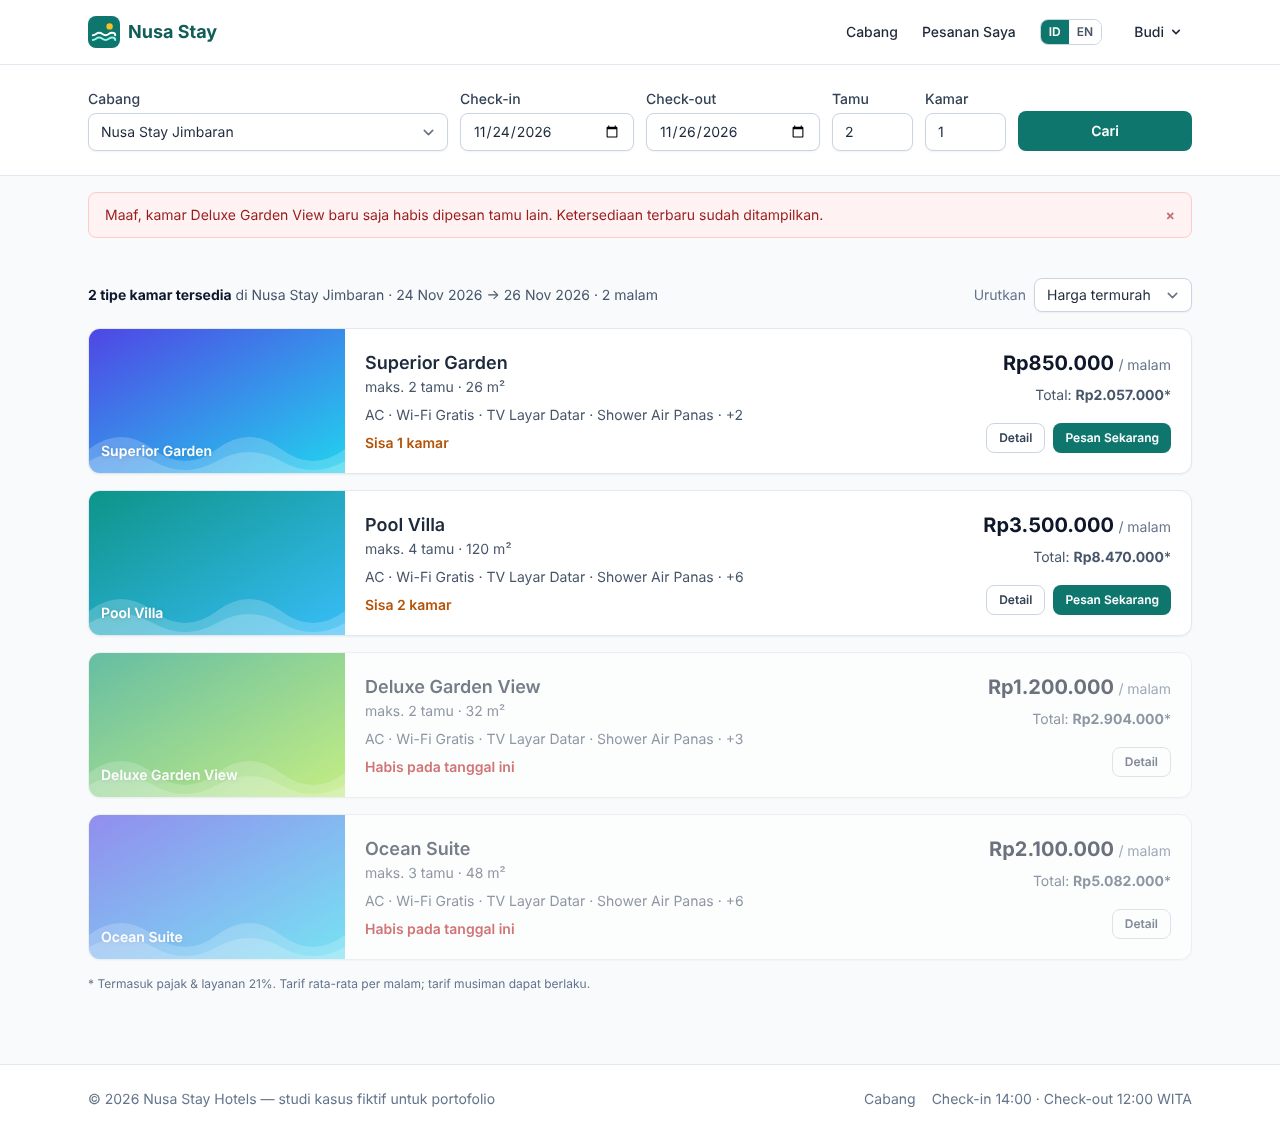 Nusa Stay
Cabang Pesanan Saya ID EN Budi
Cabang Check-in Check-out Tamu Kamar
Nusa Stay Jimbaran 11/24/2026 11/26/2026 2 1 Cari
Maaf, kamar Deluxe Garden View baru saja habis dipesan tamu lain. Ketersediaan terbaru sudah ditampilkan. ×
2 tipe kamar tersedia di Nusa Stay Jimbaran · 24 Nov 2026 → 26 Nov 2026 · 2 malam
Urutkan Harga termurah
Superior Garden
Superior Garden
maks. 2 tamu · 26 m²
AC · Wi-Fi Gratis · TV Layar Datar · Shower Air Panas · +2
Sisa 1 kamar
Rp850.000 / malam
Total: Rp2.057.000*
Detail Pesan Sekarang
Pool Villa
Pool Villa
maks. 4 tamu · 120 m²
AC · Wi-Fi Gratis · TV Layar Datar · Shower Air Panas · +6
Sisa 2 kamar
Rp3.500.000 / malam
Total: Rp8.470.000*
Detail Pesan Sekarang
Deluxe Garden View
Deluxe Garden View
maks. 2 tamu · 32 m²
AC · Wi-Fi Gratis · TV Layar Datar · Shower Air Panas · +3
Habis pada tanggal ini
Rp1.200.000 / malam
Total: Rp2.904.000*
Detail
Ocean Suite
Ocean Suite
maks. 3 tamu · 48 m²
AC · Wi-Fi Gratis · TV Layar Datar · Shower Air Panas · +6
Habis pada tanggal ini
Rp2.100.000 / malam
Total: Rp5.082.000*
Detail
* Termasuk pajak & layanan 21%. Tarif rata-rata per malam; tarif musiman dapat berlaku.
© 2026 Nusa Stay Hotels — studi kasus fiktif untuk portofolio
Cabang Check-in 14:00 · Check-out 12:00 WITA